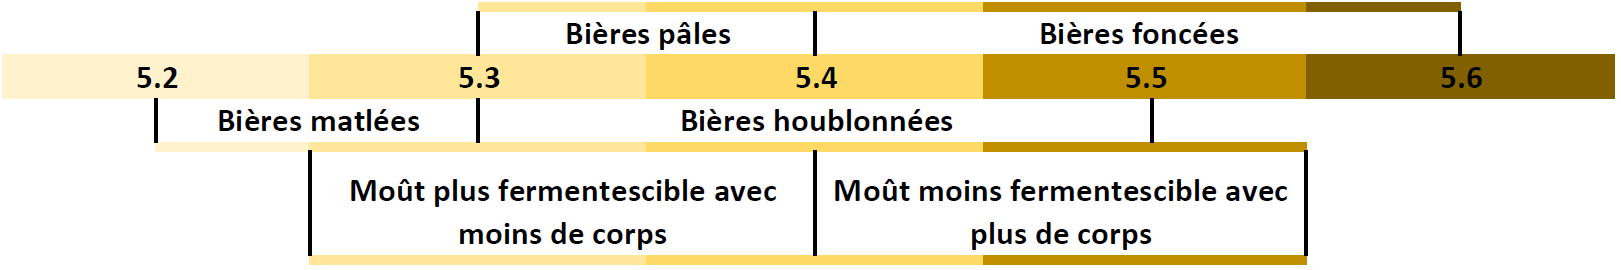 Bières pâles
Bières foncées
5.2
5.3
5.4
5.5
5.6
Bières matlées
Bières houblonnées
Moût plus fermentescible avec
moins de corps
Moût moins fermentescible avec
plus de corps